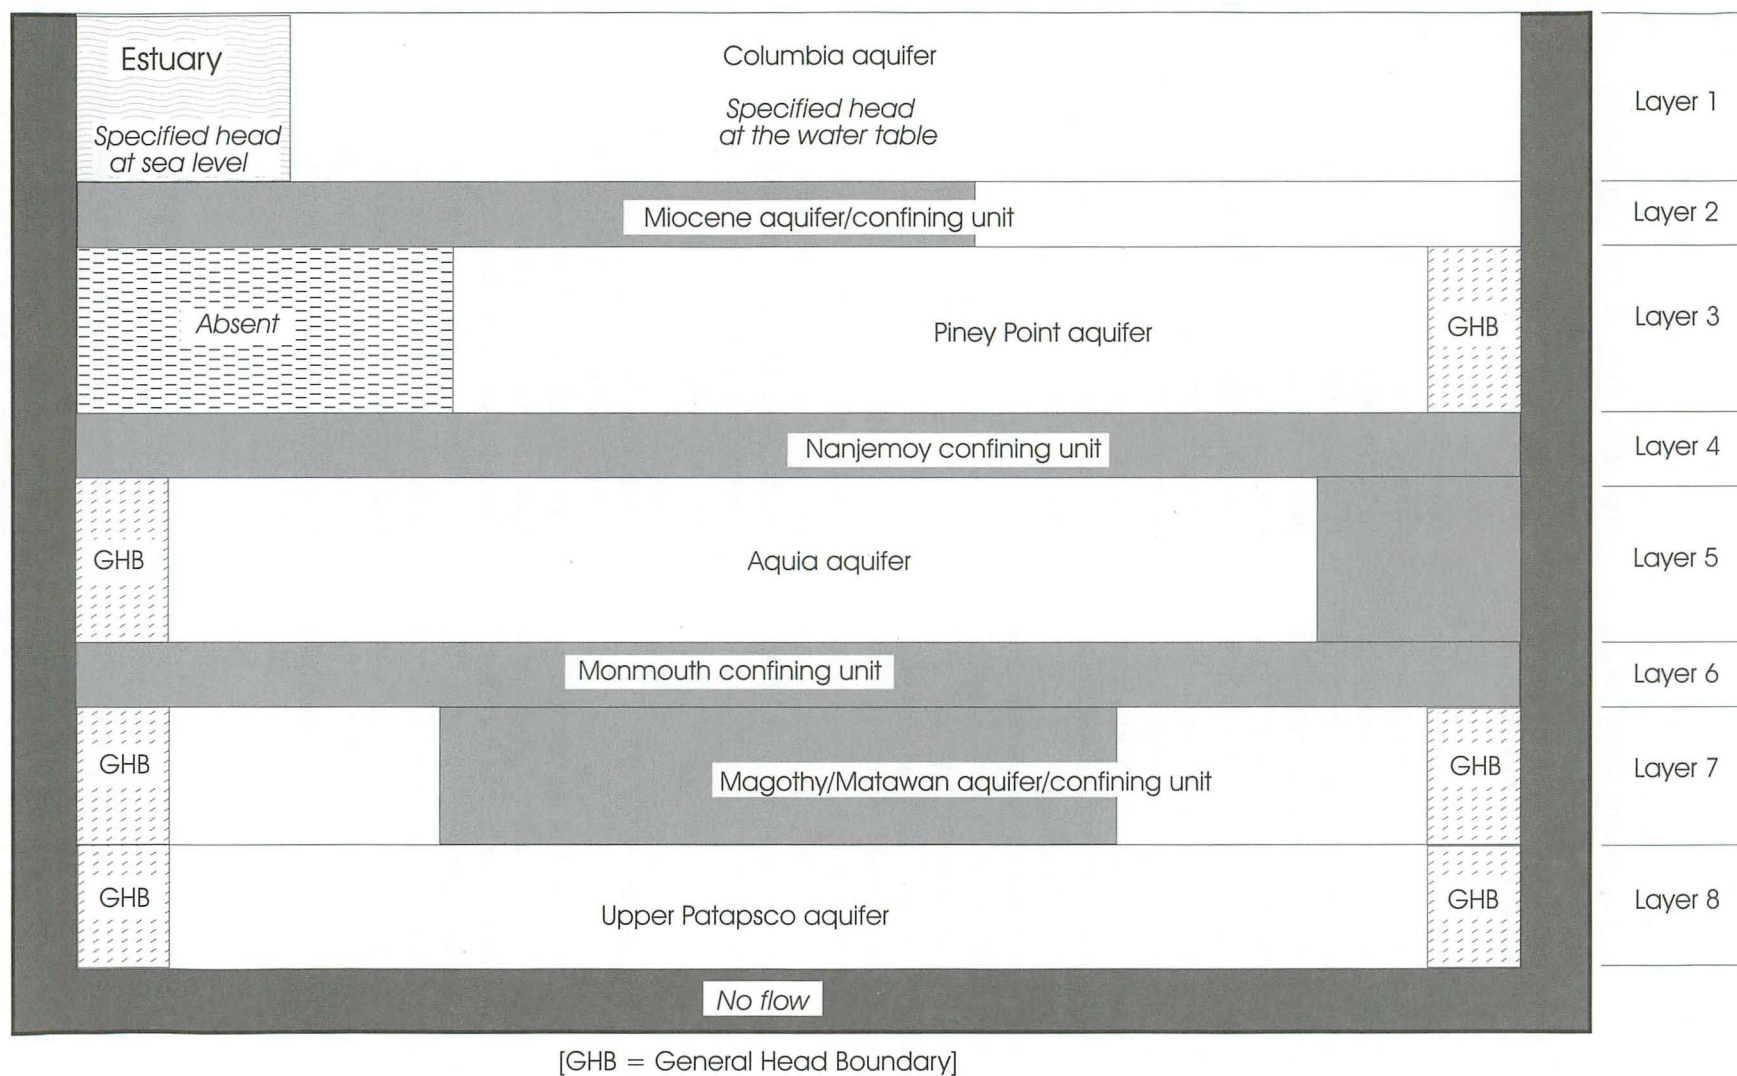 Estuary
Specified head
at sea level
Columbia aquifer
Specified head
at the water table
Layer 1
Miocene aquifer/confining unit
Layer 2
Absent
Piney Point aquifer
GHB
Layer 3
Nanjemoy confining unit
Layer 4
GHB
Aquia aquifer
Layer 5
Monmouth confining unit
Layer 6
GHB
Magothy/Matawan aquifer/confining unit
GHB
Layer 7
GHB
Upper Patapsco aquifer
GHB
Layer 8
No flow
[GHB = General Head Boundary]